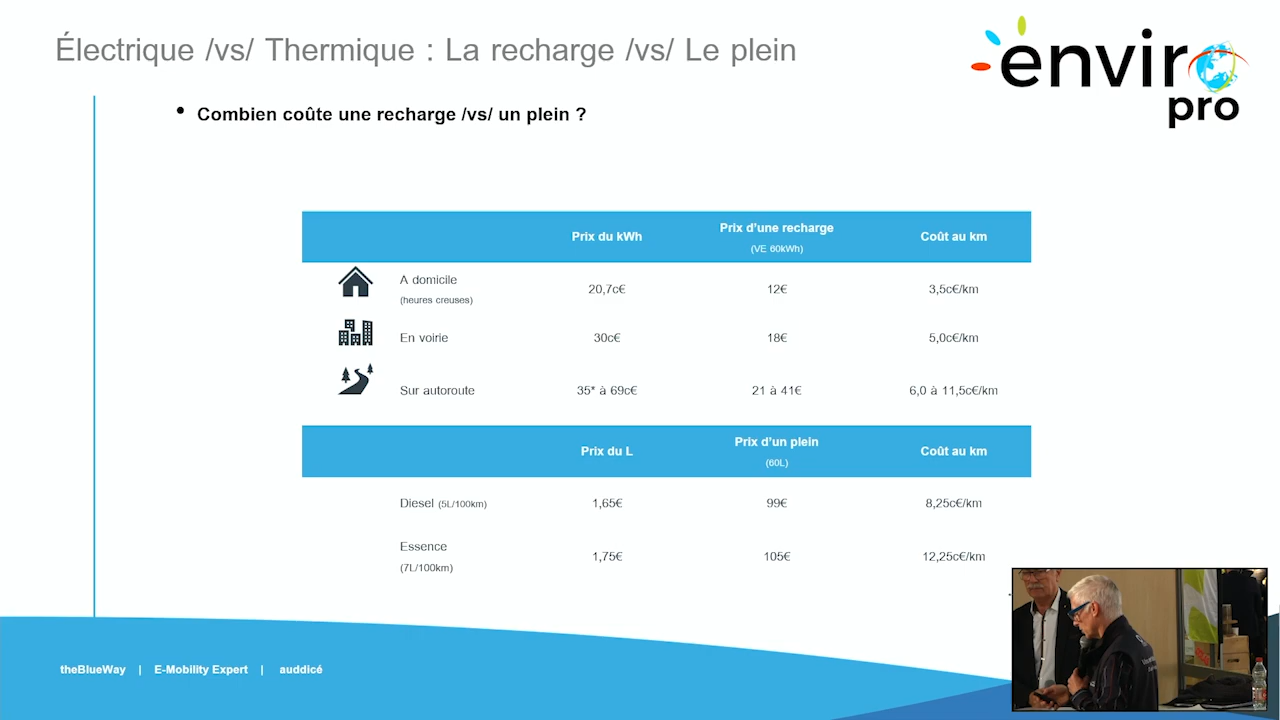 Électrique /vs/ Thermique : La recharge /vs/ Le plein
enviro
pro
• Combien coûte une recharge /vs/ un plein ?
Prix du kWh Prix d'une recharge Coût au km
(VE 60kWh)
A domicile
(heures creuses) 20,7c€ 12€ 3,5c€/km
En voirie 30c€ 18€ 5,0c€/km
Sur autoroute 35* à 69c€ 21 à 41€ 6,0 à 11,5c€/km
Prix du L Prix d'un plein Coût au km
(60L)
Diesel (5L/100km) 1,65€ 99€ 8,25c€/km
Essence
(7L/100km) 1,75€ 105€ 12,25c€/km
theBlueWay | E-Mobility Expert | auddicé